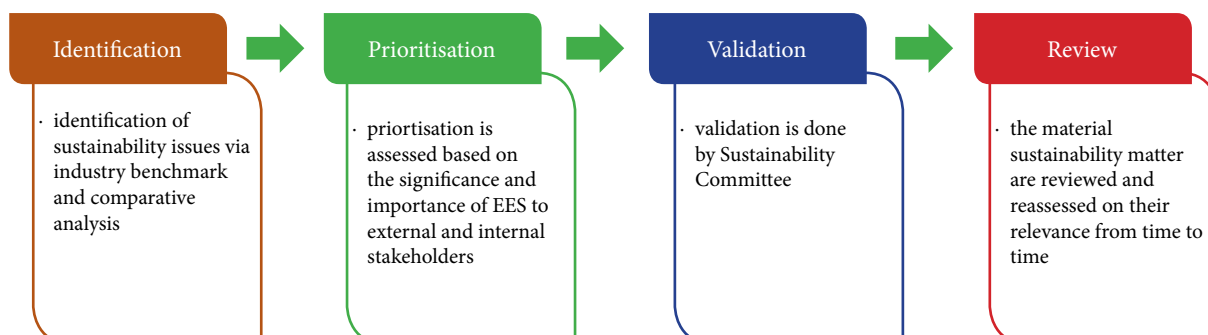 Identification
· identification of
sustainability issues via
industry benchmark
and comparative
analysis
Prioritisation
· priortisation is
assessed based on
the significance and
importance of EES to
external and internal
stakeholders
Validation
· validation is done
by Sustainability
Committee
Review
· the material
sustainability matter
are reviewed and
reassessed on their
relevance from time to
time